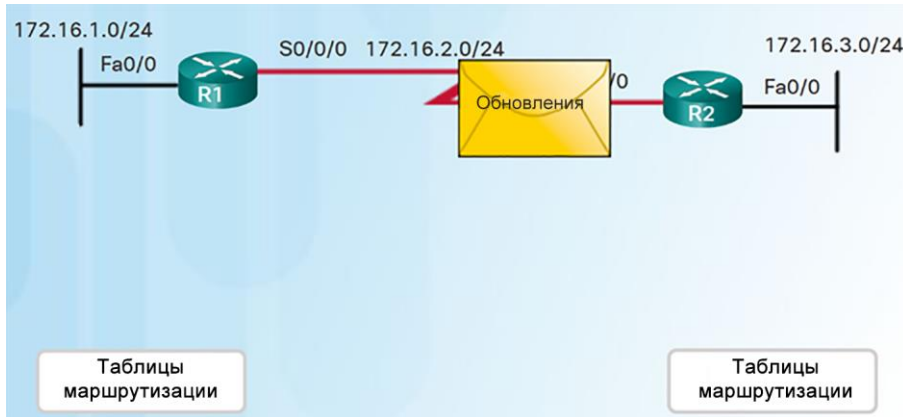 172.16.1.0/24
Fa0/0
R1
S0/0/0
172.16.2.0/24
Обновления
/0
R2
Fa0/0
172.16.3.0/24
Таблицы
маршрутизации
Таблицы
маршрутизации